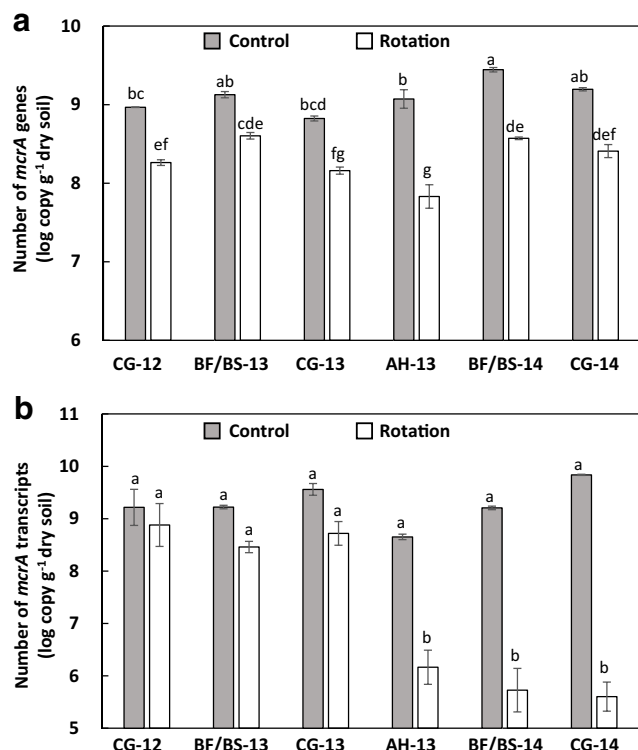 a
10
Control Rotation
a
ab
ab
bc
b
bcd
9
cde
de
def
ef
fg
g
8
7
6
Number of mcrA genes
(log copy g-1 dry soil)
CG-12 BF/BS-13 CG-13 AH-13 BF/BS-14 CG-14
b
11
Control Rotation
a a a a a a a a a
10
9
8
7
b b b
6
5
Number of mcrA transcripts
(log copy g-1 dry soil)
CG-12 BF/BS-13 CG-13 AH-13 BF/BS-14 CG-14